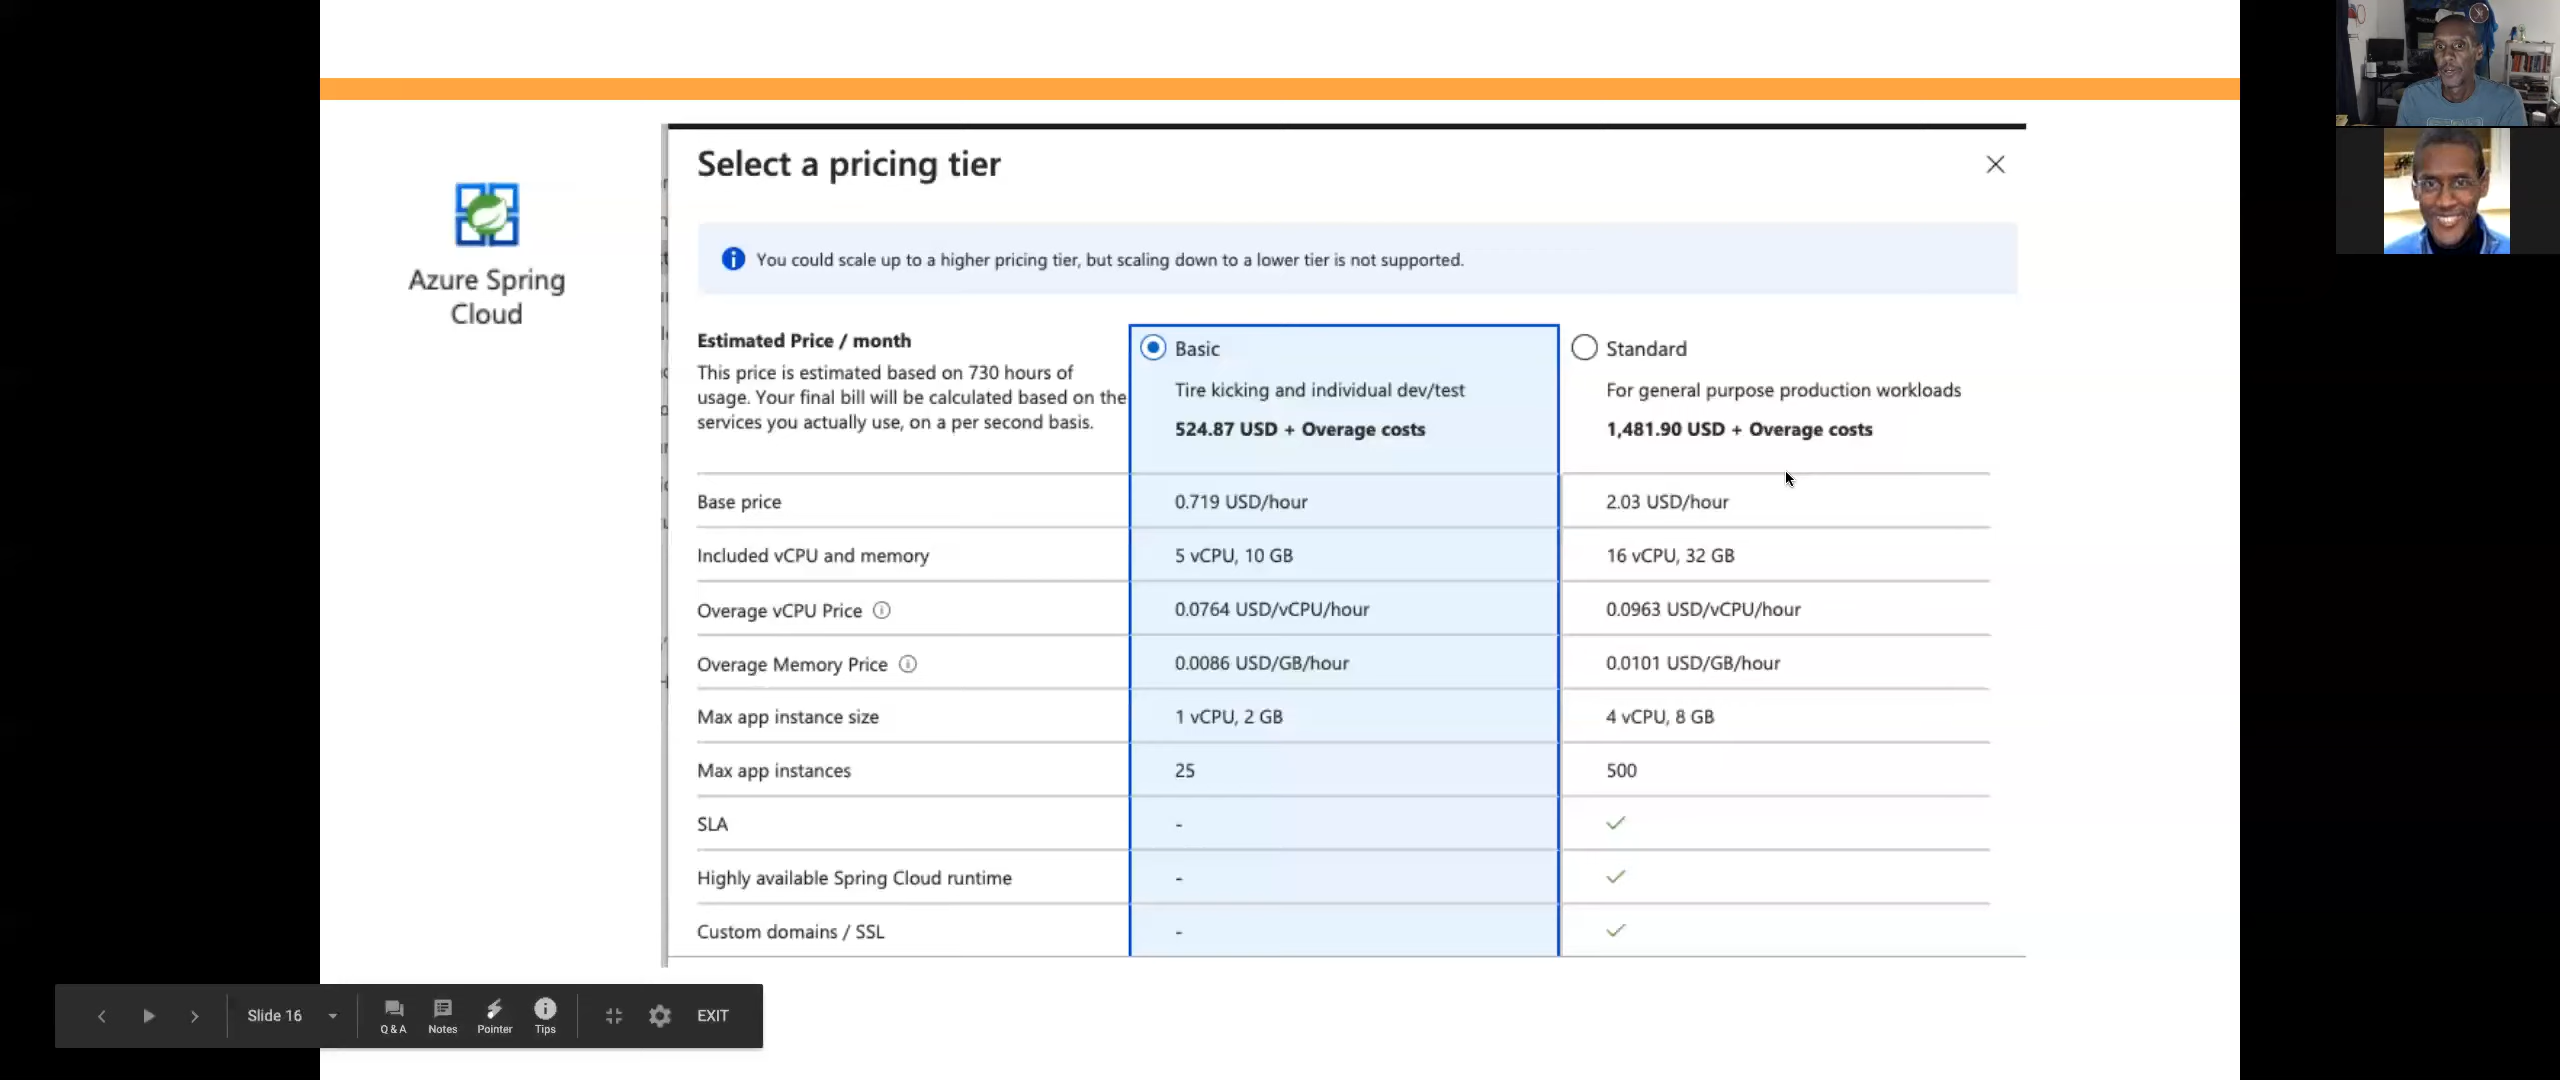 Azure Spring
Cloud
Select a pricing tier
You could scale up to a higher pricing tier, but scaling down to a lower tier is not supported.
Estimated Price / month
This price is estimated based on 730 hours of
usage. Your final bill will be calculated based on the
services you actually use, on a per second basis.
Basic
Tire kicking and individual dev/test
524.87 USD + Overage costs
Standard
For general purpose production workloads
1,481.90 USD + Overage costs
Base price 0.719 USD/hour 2.03 USD/hour
Included vCPU and memory 5 vCPU, 10 GB 16 vCPU, 32 GB
Overage vCPU Price 0.0764 USD/vCPU/hour 0.0963 USD/vCPU/hour
Overage Memory Price 0.0086 USD/GB/hour 0.0101 USD/GB/hour
Max app instance size 1 vCPU, 2 GB 4 vCPU, 8 GB
Max app instances 25 500
SLA - ✓
Highly available Spring Cloud runtime - ✓
Custom domains / SSL - ✓
Slide 16 Q & A Notes Pointer Tips EXIT